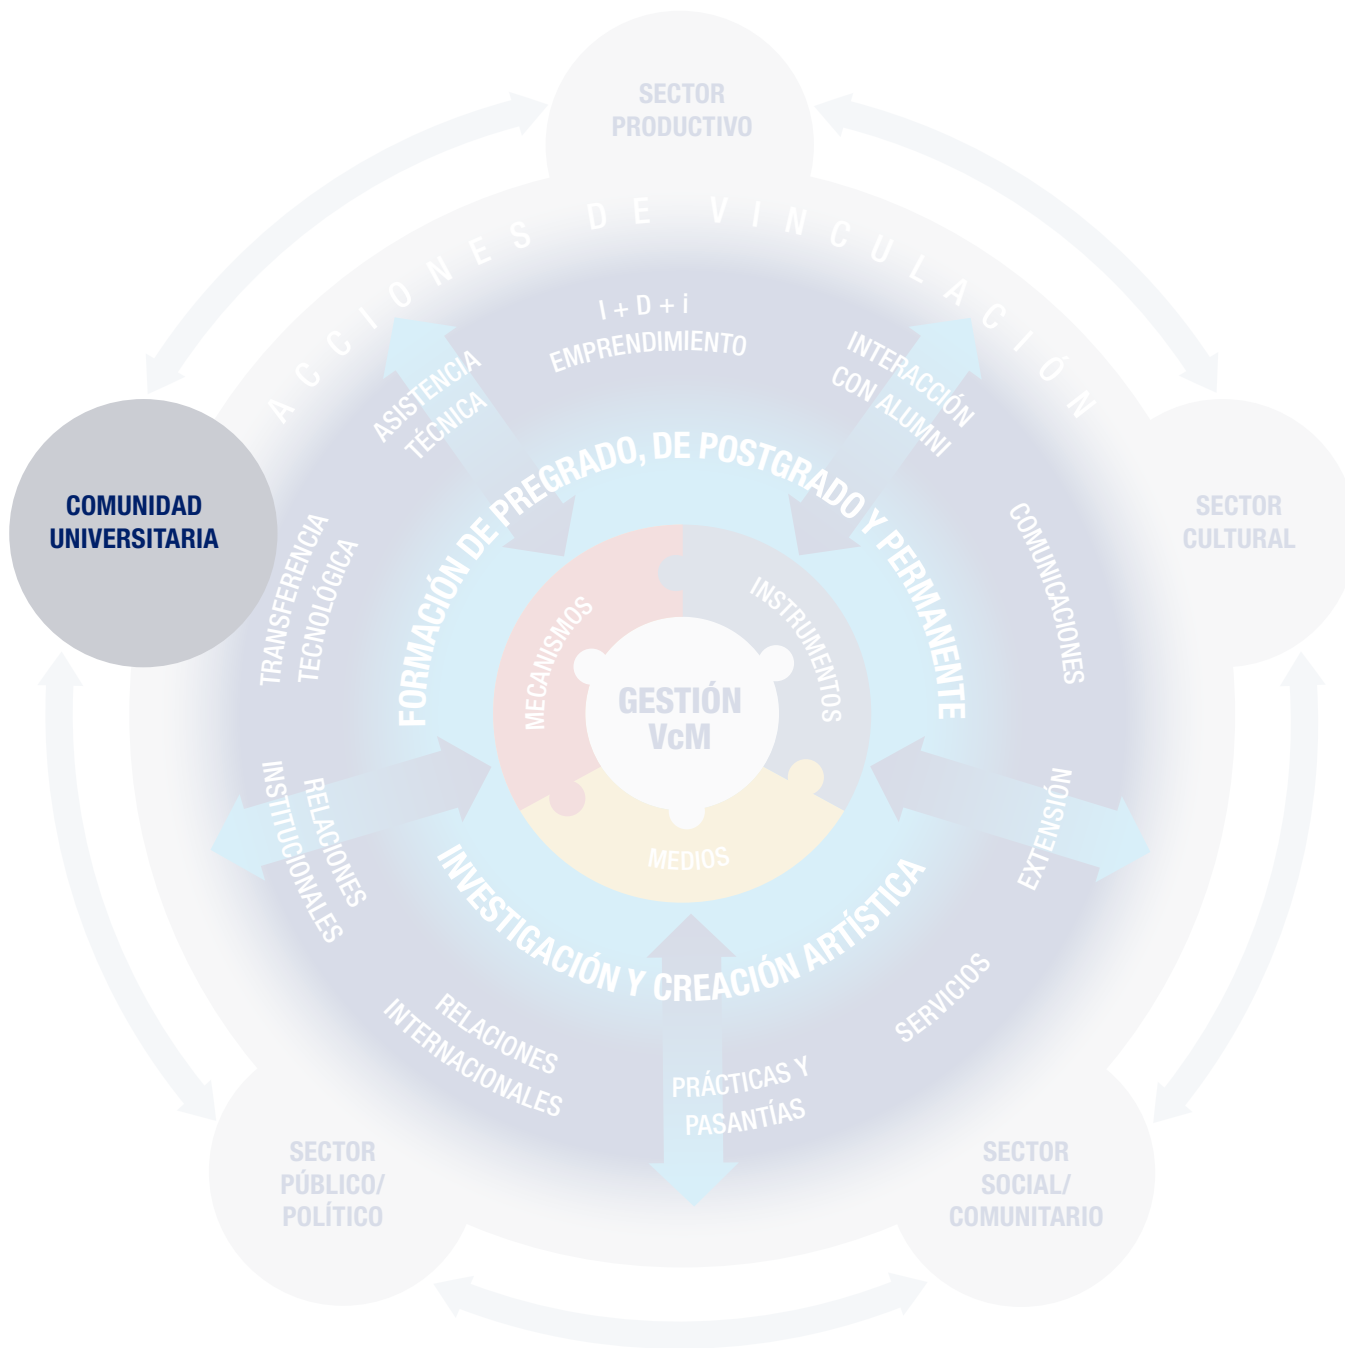 SECTOR
PRODUCTIVO
ACCIONES DE VINCULACIÓN
I + D + i
EMPRENDIMIENTO
ASISTENCIA
TÉCNICA
INTERACCIÓN
CON ALUMNI
COMUNIDAD
UNIVERSITARIA
SECTOR
CULTURAL
TRANSFERENCIA
TECNOLÓGICA
FORMACIÓN DE PREGRADO, DE POSTGRADO Y PERMANENTE
COMUNICACIONES
MECANISMOS
INSTRUMENTOS
GESTIÓN
VcM
MEDIOS
RELACIONES
INSTITUCIONALES
EXTENSIÓN
INVESTIGACIÓN Y CREACIÓN ARTÍSTICA
RELACIONES
INTERNACIONALES
PRÁCTICAS Y
PASANTÍAS
SERVICIOS
SECTOR
PÚBLICO/
POLÍTICO
SECTOR
SOCIAL/
COMUNITARIO